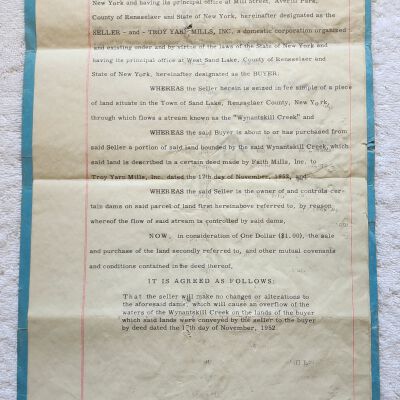 New York and having its principal office at Mill Street, Averill Park,
County of Rensselaer and State of New York, hereinafter designated as the
SELLER - and - TROY YARN MILLS, INC. a domestic corporation organized
and existing under and by virtue of the laws of the State of New York and
having its principal office at West Sand Lake, County of Rensselaer and
State of New York, hereinafter designated as the BUYER.
WHEREAS the Seller herein is seized in fee simple of a piece
of land situate in the Town of Sand Lake, Rensselaer County, New York,
through which flows a stream known as the "Wynantskill Creek" and
WHEREAS the said Buyer is about to or has purchased
from said Seller a portion of said land bounded by the said Wynantskill Creek, which
said land is described in a certain deed made by Faith Mills, Inc. to
Troy Yarn Mills, Inc. dated the 17th day of November, 1952, and
WHEREAS the said Seller is the owner of and controls cer-
tain dams on said parcel of land first hereinabove referred to, by reason
whereof the flow of said stream is controlled by said dams,
NOW, in consideration of One Dollar ($1.00), the sale
and purchase of the land secondly referred to, and other mutual covenants
and conditions contained in the deed thereof,
IT IS AGREED AS FOLLOWS:
That the seller will make no changes or alterations to
the aforesaid dams which will cause an overflow of the
waters of the Wynantskill Creek on the lands of the buyer
which said lands were conveyed by the seller to the buyer
by deed dated the 17th day of November, 1952